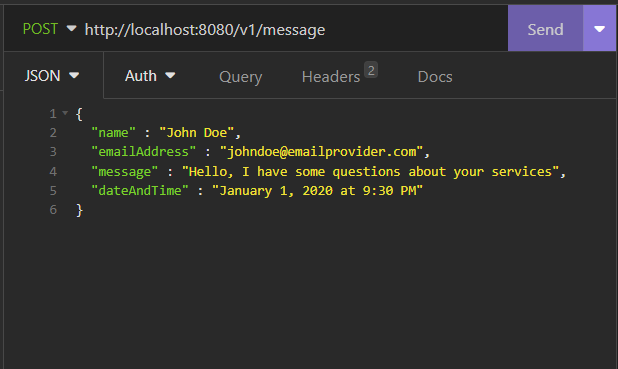 POST http://localhost:8080/v1/message Send
JSON Auth Query Headers 2 Docs
1 {
2 "name" : "John Doe",
3 "emailAddress" : "johndoe@emailprovider.com",
4 "message" : "Hello, I have some questions about your services",
5 "dateAndTime" : "January 1, 2020 at 9:30 PM"
6 }